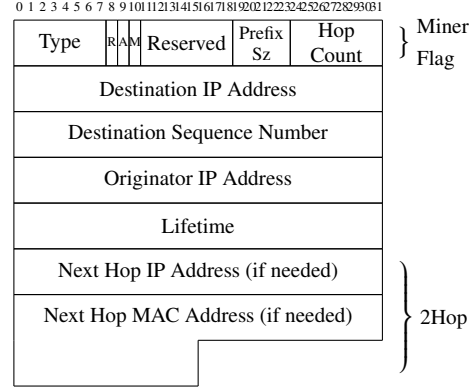 0 1 2 3 4 5 6 7 8 9 10 11 12 13 14 15 16 17 18 19 20 21 22 23 24 25 26 27 28 29 30 31
Type R A M Reserved Prefix Sz Hop Count Miner Flag
Destination IP Address
Destination Sequence Number
Originator IP Address
Lifetime
Next Hop IP Address (if needed)
Next Hop MAC Address (if needed)
2Hop